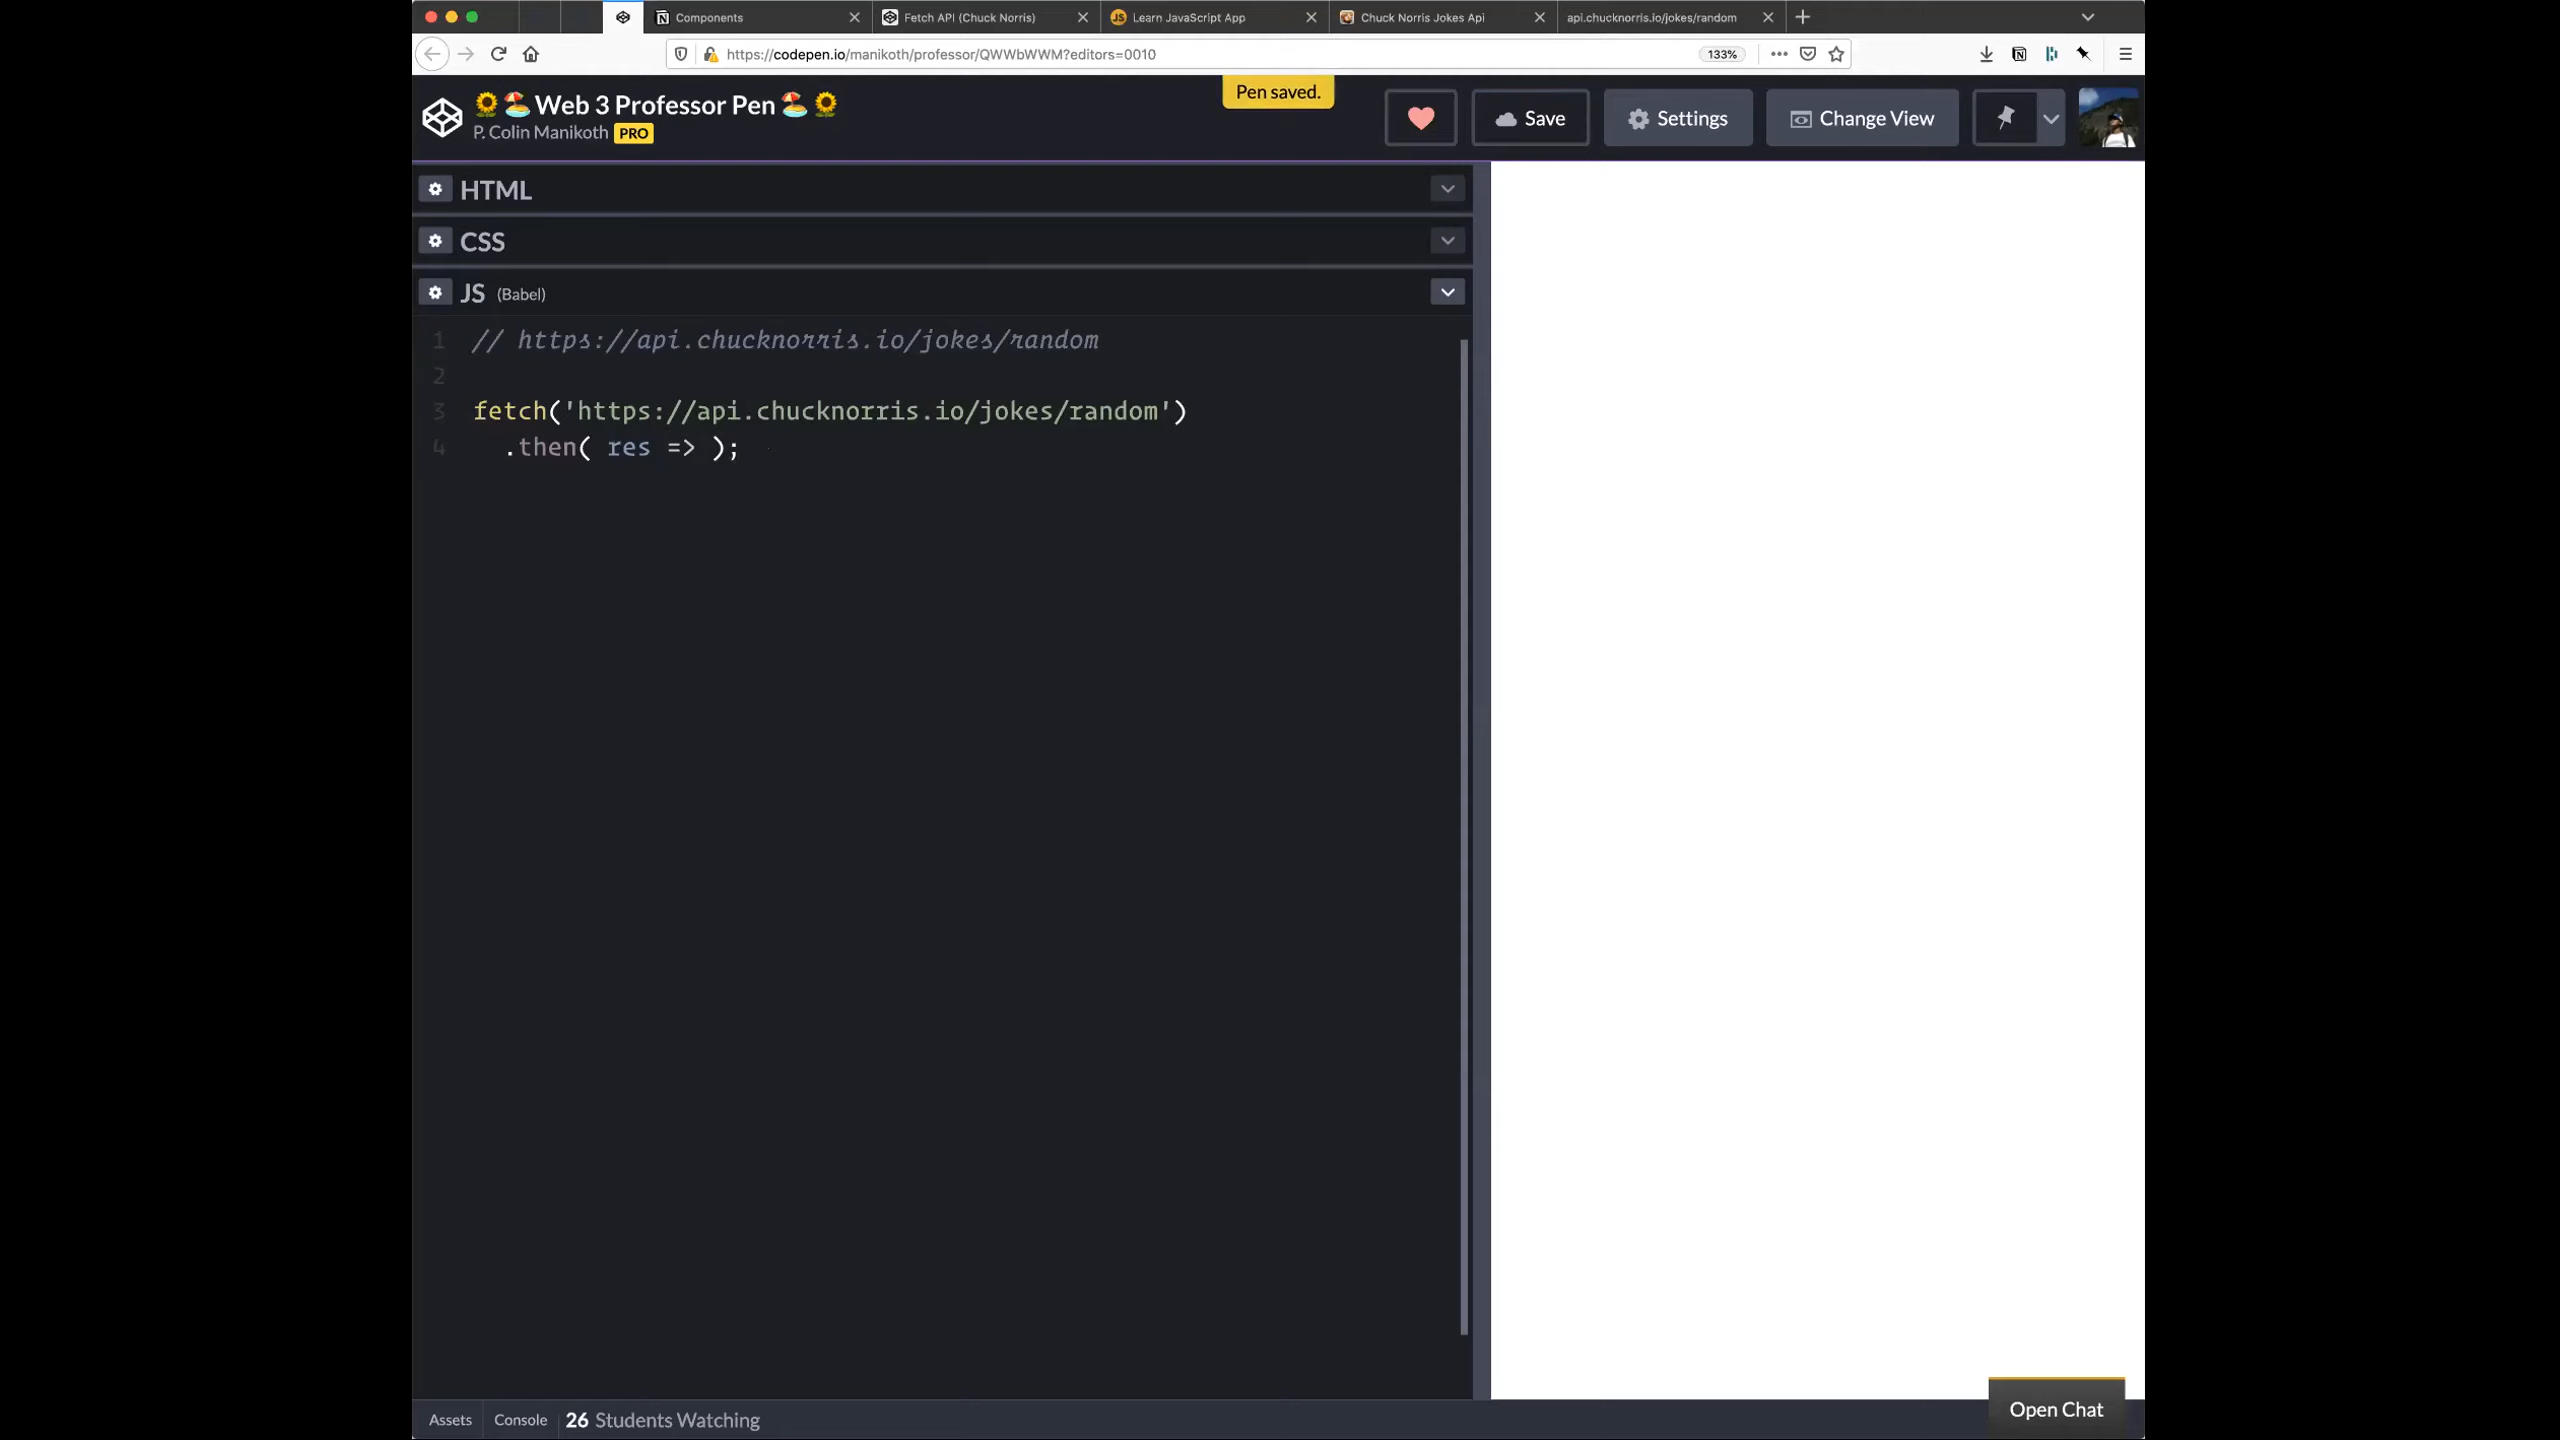 Components
Fetch API (Chuck Norris)
JS Learn JavaScript App
Chuck Norris Jokes Api
api.chucknorris.io/jokes/random
https://codepen.io/manikoth/professor/QWWbWWM?editors=0010
133%
🌻🏖️Web 3 Professor Pen🏖️🌻
P. Colin Manikoth PRO
Pen saved.
Save
Settings
Change View
HTML
CSS
JS (Babel)
1 // https://api.chucknorris.io/jokes/random
2
3 fetch('https://api.chucknorris.io/jokes/random')
4 .then( res => );
Assets
Console
26 Students Watching
Open Chat